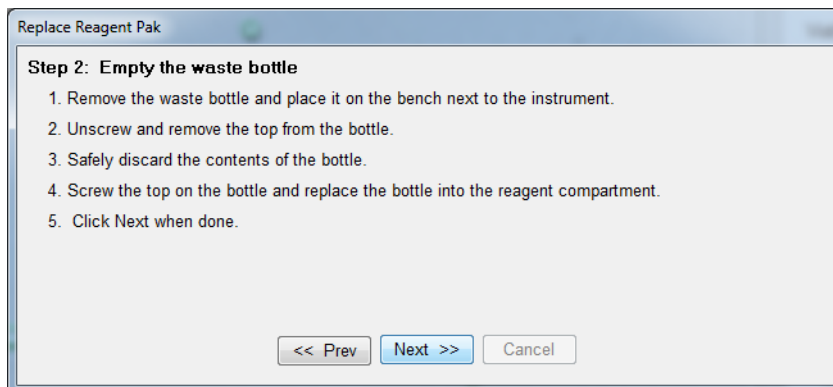 Replace Reagent Pak
Step 2: Empty the waste bottle
1. Remove the waste bottle and place it on the bench next to the instrument.
2. Unscrew and remove the top from the bottle.
3. Safely discard the contents of the bottle.
4. Screw the top on the bottle and replace the bottle into the reagent compartment.
5. Click Next when done.
<< Prev Next >> Cancel